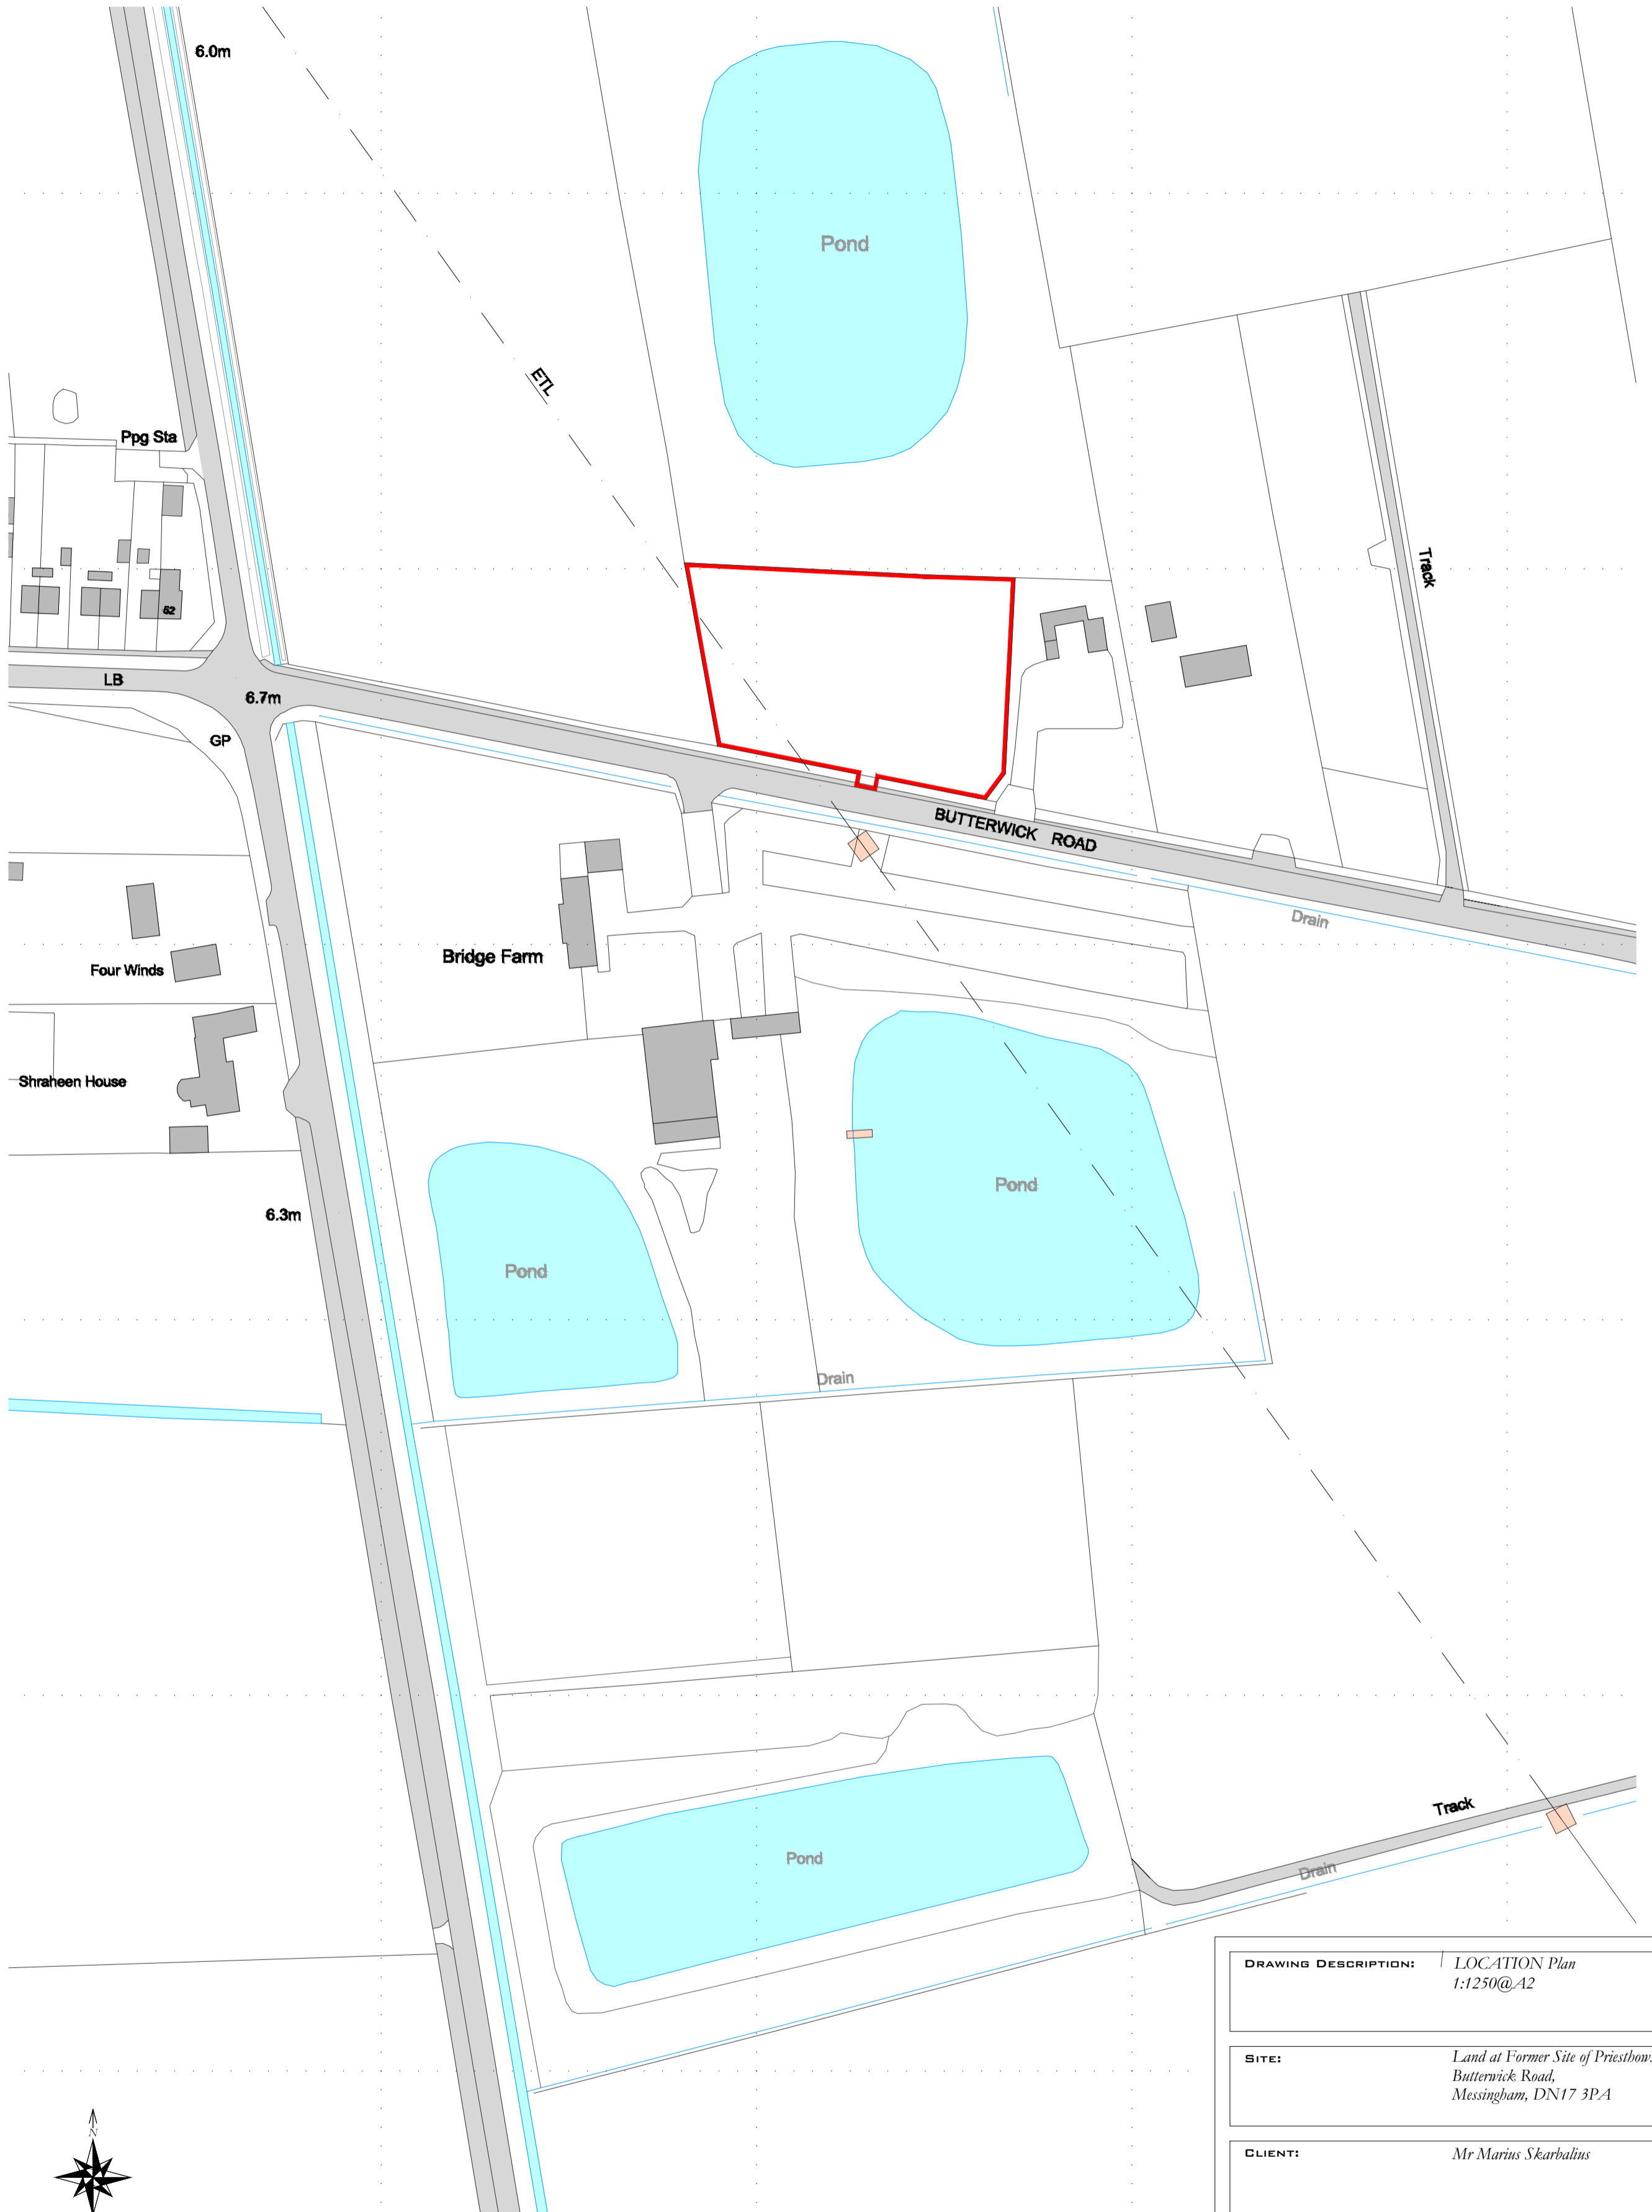 6.0m
Pond
ETL
Ppg Sta
Track
52
LB
6.7m
GP
BUTTERWICK ROAD
Drain
Bridge Farm
Four Winds
Shraheen House
Pond
6.3m
Pond
Drain
Track
Pond
Drain
N
DRAWING DESCRIPTION: LOCATION Plan
1:1250@A2
SITE: Land at Former Site of
Butterwick Road,
Messingham, DN17 3PA
CLIENT: Mr Marius Skarbalius